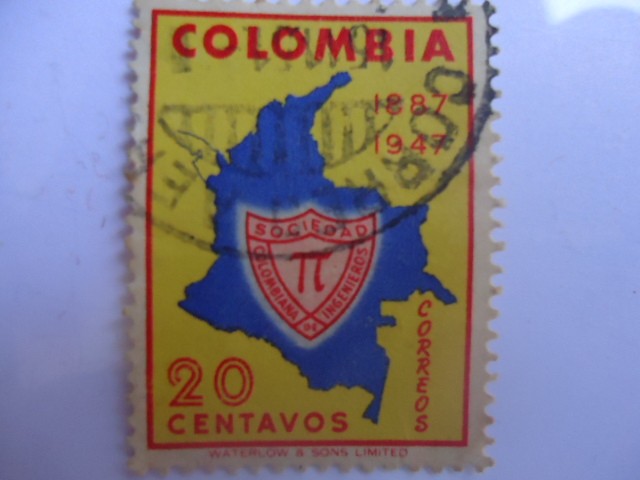 COLOMBIA
1887
1947
SOCIEDAD
COLOMBIANA
DE
INGENIEROS
π
CORREOS
20
CENTAVOS
WATERLOW & SONS LIMITED